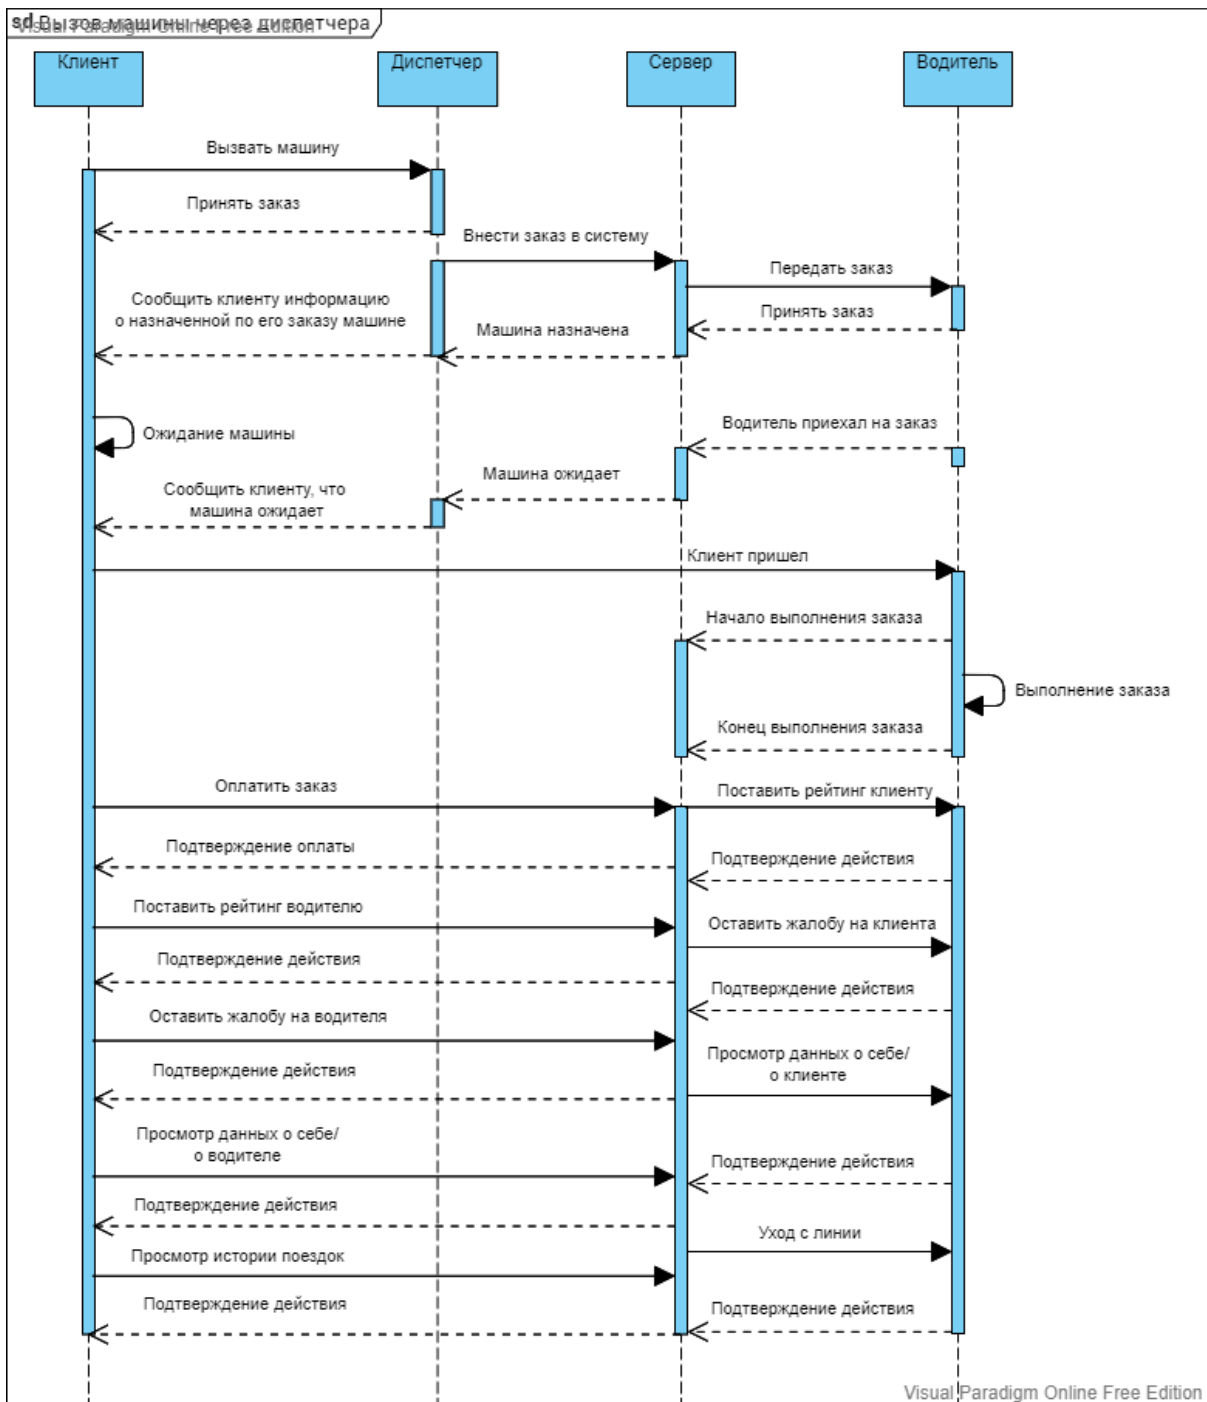 sd Вызов машины через диспетчера
Visual Paradigm Online Free Edition
Клиент
Диспетчер
Сервер
Водитель
Вызвать машину
Принять заказ
Внести заказ в систему
Передать заказ
Сообщить клиенту информацию
о назначенной по его заказу машине
Принять заказ
Машина назначена
Ожидание машины
Водитель приехал на заказ
Машина ожидает
Сообщить клиенту, что
машина ожидает
Клиент пришел
Начало выполнения заказа
Выполнение заказа
Конец выполнения заказа
Оплатить заказ
Поставить рейтинг клиенту
Подтверждение оплаты
Подтверждение действия
Поставить рейтинг водителю
Оставить жалобу на клиента
Подтверждение действия
Подтверждение действия
Оставить жалобу на водителя
Просмотр данных о себе/
о клиенте
Подтверждение действия
Просмотр данных о себе/
о водителе
Подтверждение действия
Подтверждение действия
Уход с линии
Просмотр истории поездок
Подтверждение действия
Подтверждение действия
Visual Paradigm Online Free Edition